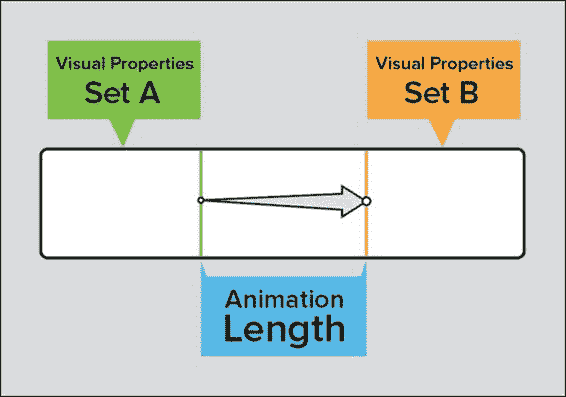 Visual Properties
Set A
Visual Properties
Set B
Animation
Length